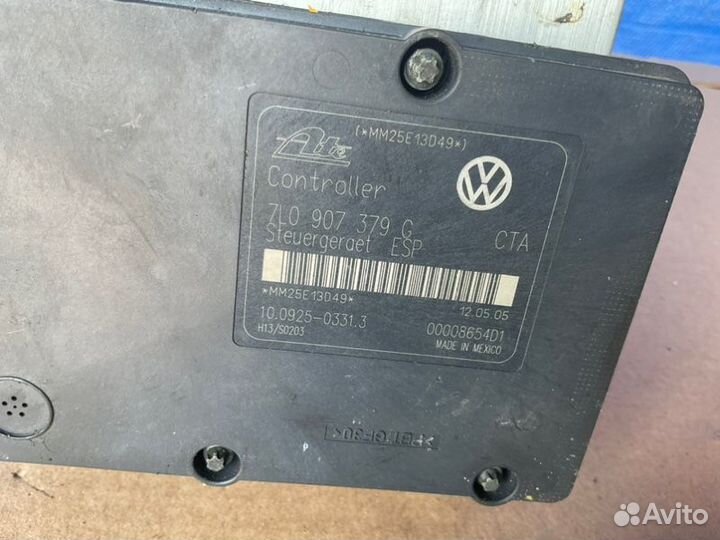 (*MM25E13D49*)
Ate
Controller
7L0 907 379 G
Steuergeraet ESP
CTA
*MM25E13D49*
12.05.05
10.0925-0331.3
00008654D1
H13/S0203
MADE IN MEXICO
Avito